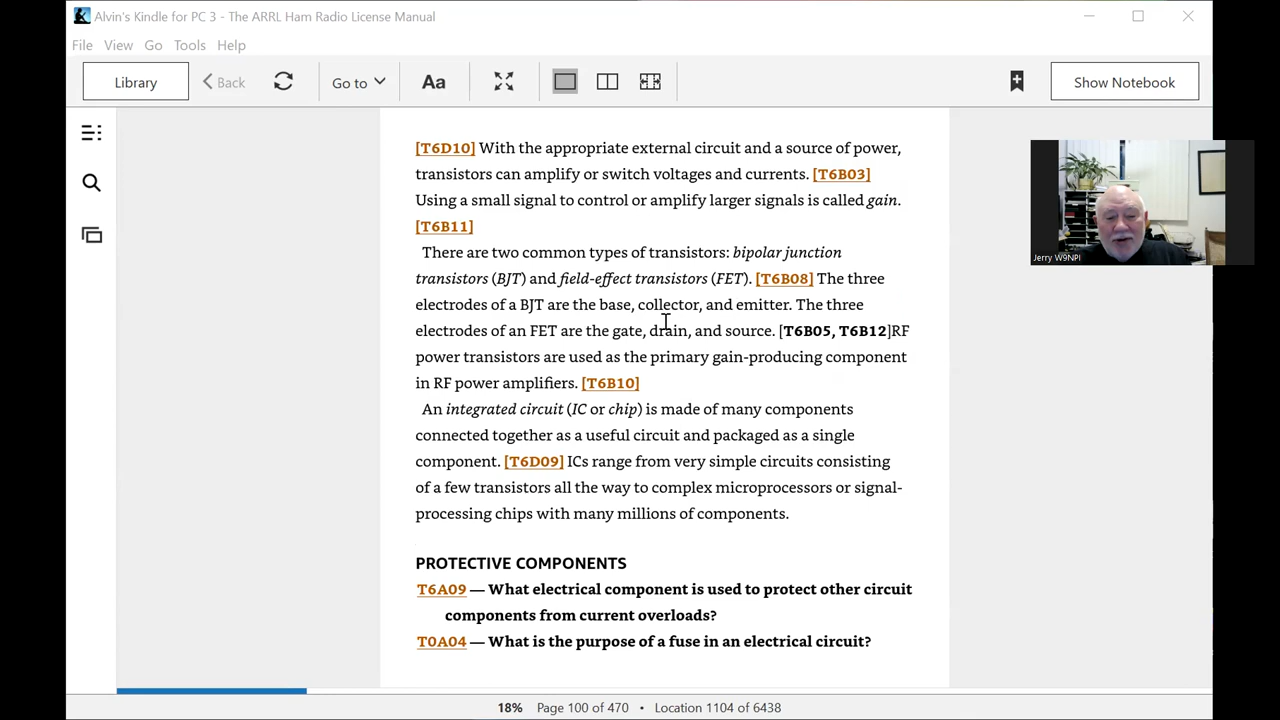 Alvin's Kindle for PC 3 - The ARRL Ham Radio License Manual
File View Go Tools Help
Library Back Go to Aa Show Notebook
[T6D10] With the appropriate external circuit and a source of power,
transistors can amplify or switch voltages and currents. [T6B03]
Using a small signal to control or amplify larger signals is called gain.
[T6B11]
There are two common types of transistors: bipolar junction
transistors (BJT) and field-effect transistors (FET). [T6B08] The three
electrodes of a BJT are the base, collector, and emitter. The three
electrodes of an FET are the gate, drain, and source. [T6B05, T6B12]RF
power transistors are used as the primary gain-producing component
in RF power amplifiers. [T6B10]
An integrated circuit (IC or chip) is made of many components
connected together as a useful circuit and packaged as a single
component. [T6D09] ICs range from very simple circuits consisting
of a few transistors all the way to complex microprocessors or signal-
processing chips with many millions of components.
PROTECTIVE COMPONENTS
T6A09 — What electrical component is used to protect other circuit
components from current overloads?
T0A04 — What is the purpose of a fuse in an electrical circuit?
Jerry W9NPI
18% Page 100 of 470 • Location 1104 of 6438